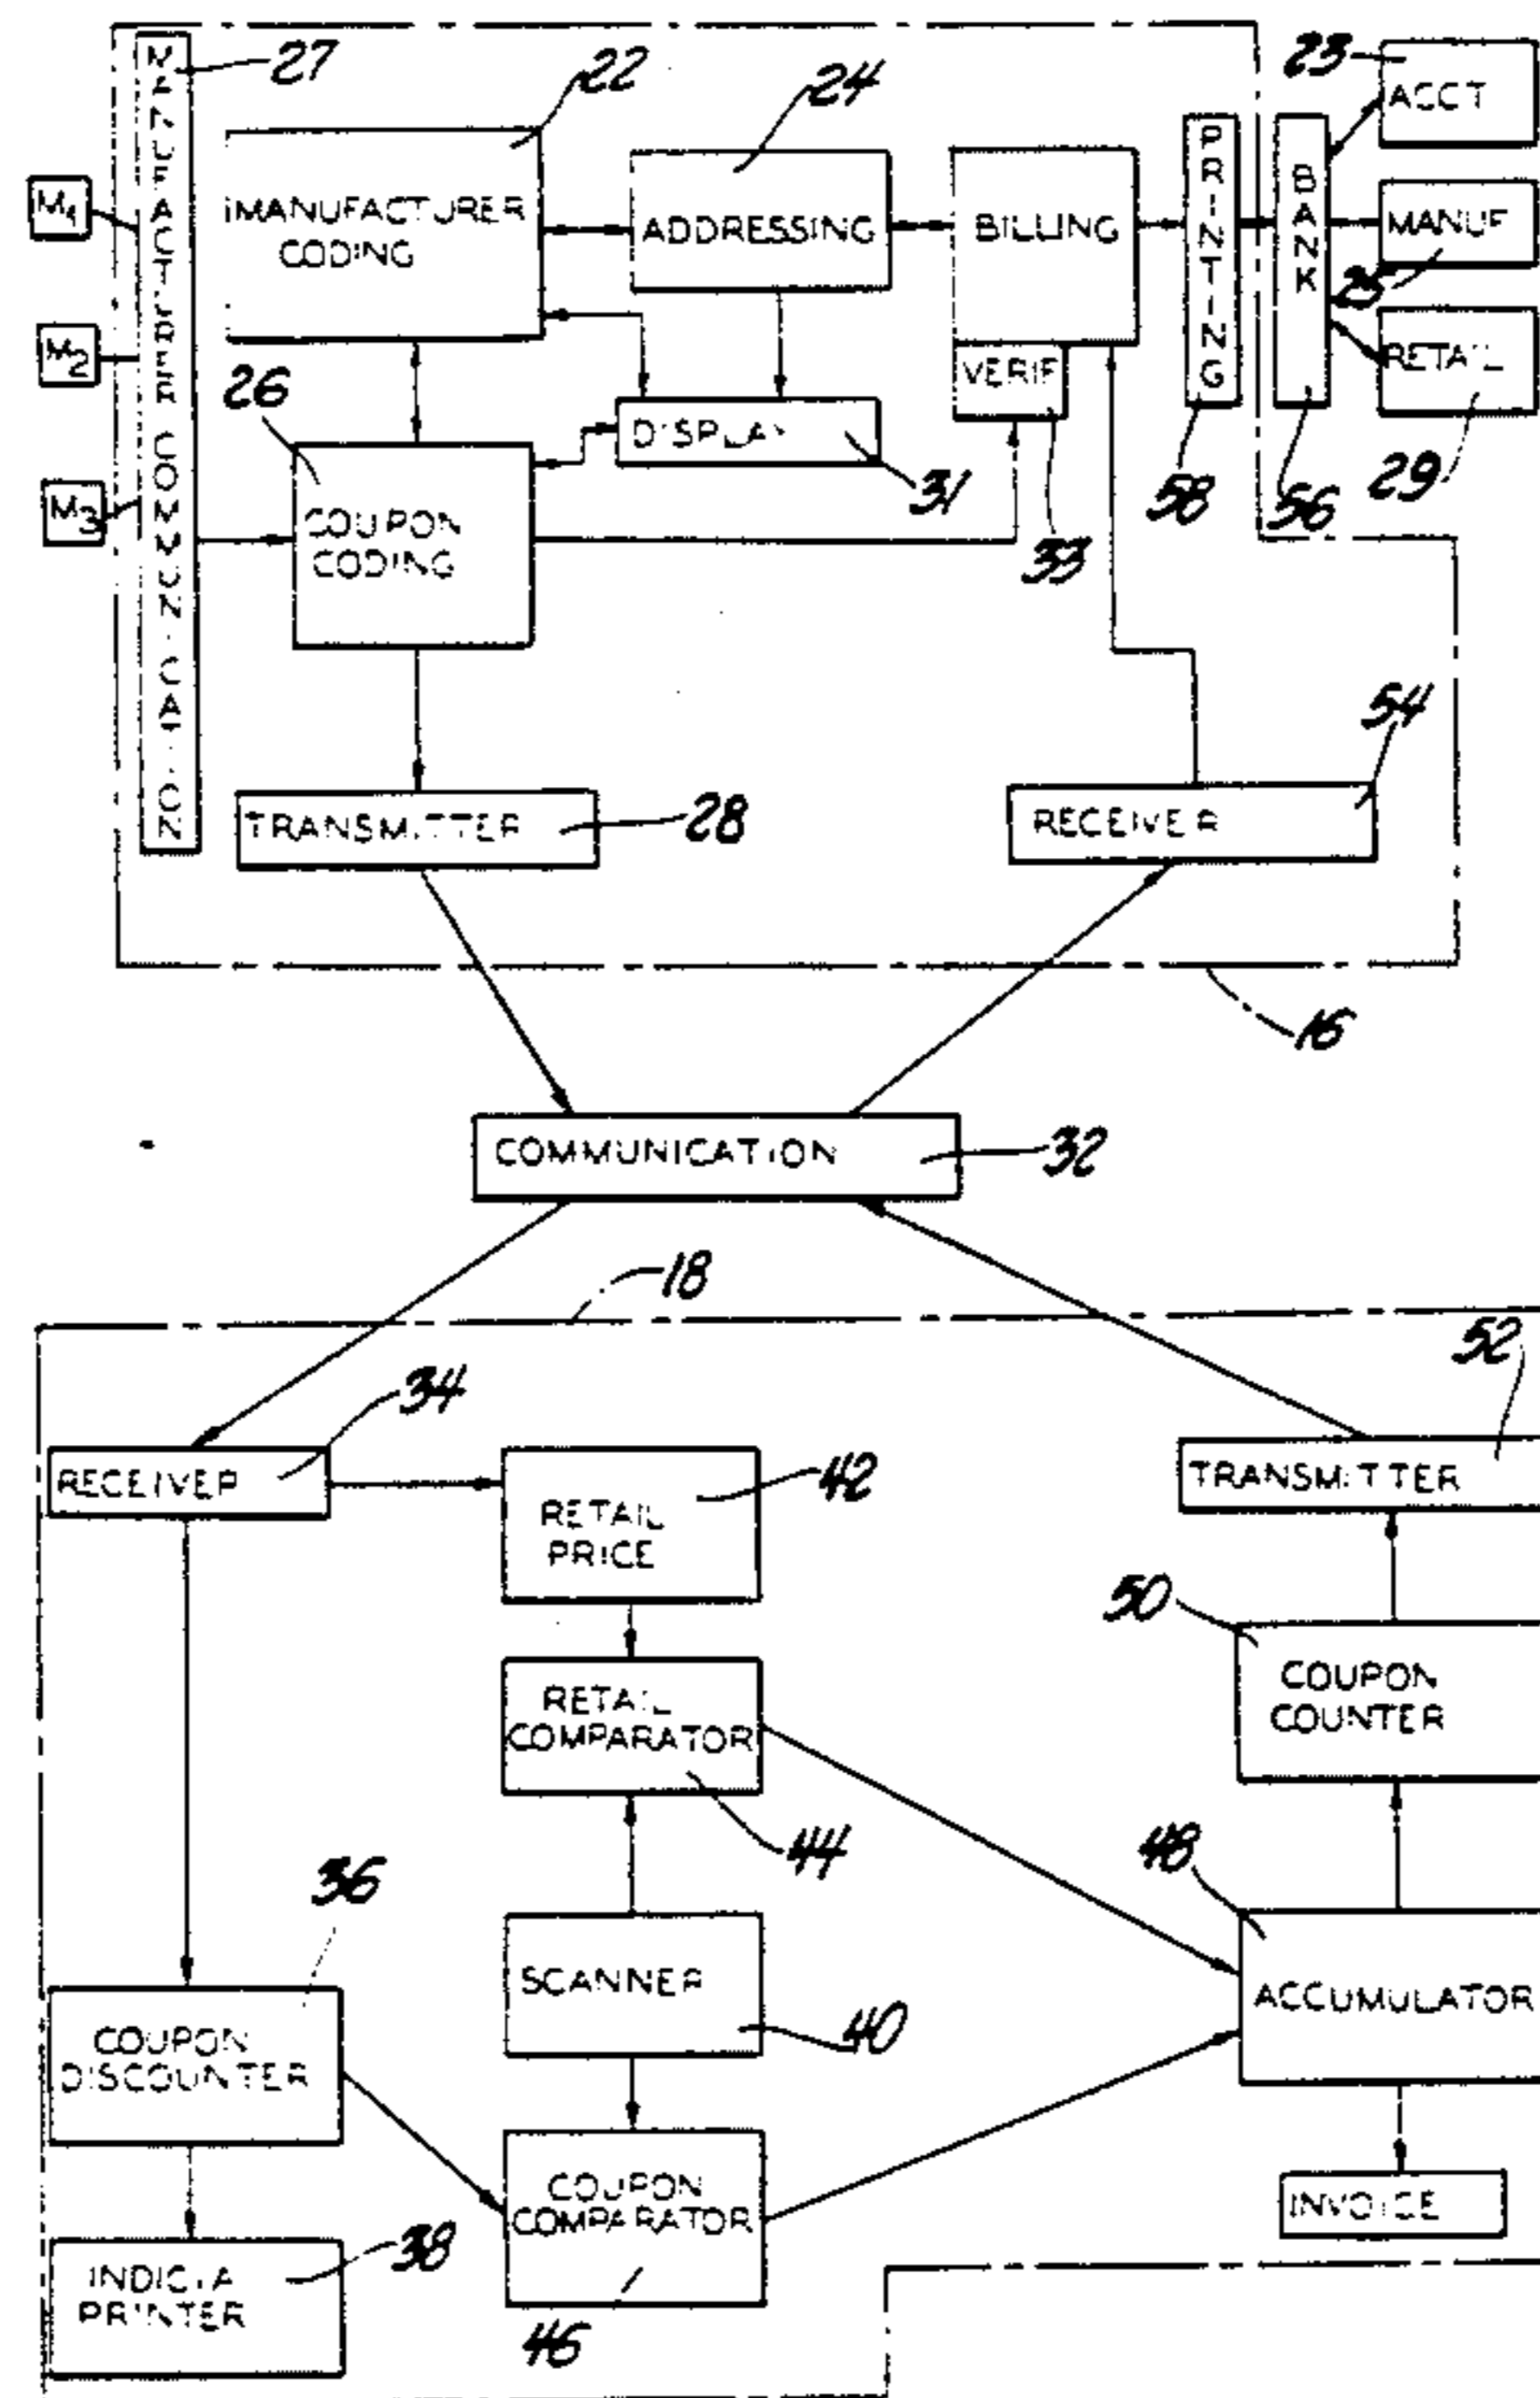 MANUFACTURER COMMUNICATION
27
22
24
23
ACCT
M1
M2
M3
MANUFACTURER
CODING
ADDRESSING
BILLING
PRINTING
BANK
MANUF
25
RETAIL
29
VERIF
33
26
DISPLAY
31
58
56
COUPON
CODING
54
TRANSMITTER
28
RECEIVER
16
COMMUNICATION
32
18
52
34
RECEIVER
42
RETAIL
PRICE
TRANSMITTER
50
COUPON
COUNTER
RETAIL
COMPARATOR
44
48
36
SCANNER
40
ACCUMULATOR
COUPON
DISCOUNTER
COUPON
COMPARATOR
46
INVOICE
INDICIA
PRINTER
38